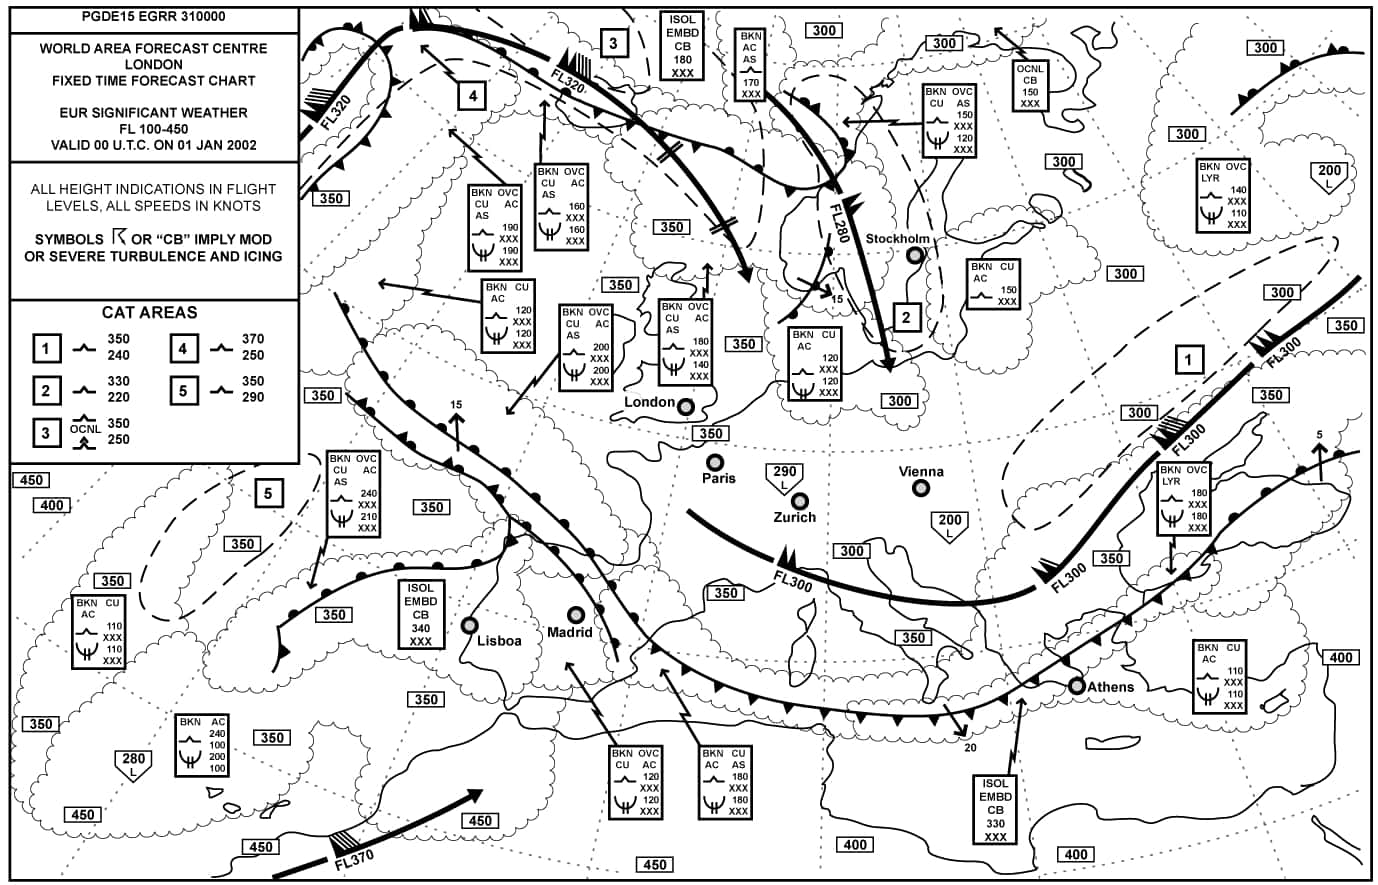 PGDE15 EGRR 310000
WORLD AREA FORECAST CENTRE
LONDON
FIXED TIME FORECAST CHART
EUR SIGNIFICANT WEATHER
FL 100-450
VALID 00 U.T.C. ON 01 JAN 2002
ALL HEIGHT INDICATIONS IN FLIGHT
LEVELS, ALL SPEEDS IN KNOTS
SYMBOLS OR “CB” IMPLY MOD
OR SEVERE TURBULENCE AND ICING
CAT AREAS
1 350
240
4 370
250
2 330
220
5 350
290
3 OCNL 350
250
FL320
FL320
3
4
ISOL
EMBD
CB
180
XXX
BKN
AC
AS
170
XXX
300
300
OCNL
CB
150
XXX
300
BKN OVC
CU AS
150
XXX
120
XXX
300
300
BKN OVC
LYR
140
XXX
110
XXX
200
L
350
BKN OVC
CU AC
AS
190
XXX
190
XXX
BKN OVC
CU AC
AS
160
XXX
160
XXX
350
FL280
Stockholm
BKN CU
AC
150
XXX
300
300
350
350
1
FL300
BKN CU
AC
120
XXX
120
XXX
BKN OVC
CU AC
AS
200
XXX
200
XXX
BKN OVC
CU AC
AS
180
XXX
140
XXX
350
15
2
BKN CU
AC
120
XXX
120
XXX
350
London
300
300
350
15
350
FL300
5
450
400
5
350
BKN OVC
CU AC
AS
240
XXX
210
XXX
350
Paris
290
L
Zurich
Vienna
200
L
BKN OVC
LYR
180
XXX
180
XXX
300
350
FL300
FL300
350
BKN CU
AC
110
XXX
110
XXX
350
ISOL
EMBD
CB
340
XXX
Lisboa
Madrid
350
350
BKN CU
AC
110
XXX
110
XXX
400
Athens
350
350
280
L
BKN AC
240
100
200
100
350
20
BKN OVC
CU AC
120
XXX
120
XXX
BKN CU
AC AS
180
XXX
180
XXX
ISOL
EMBD
CB
330
XXX
450
450
450
FL370
450
400
400